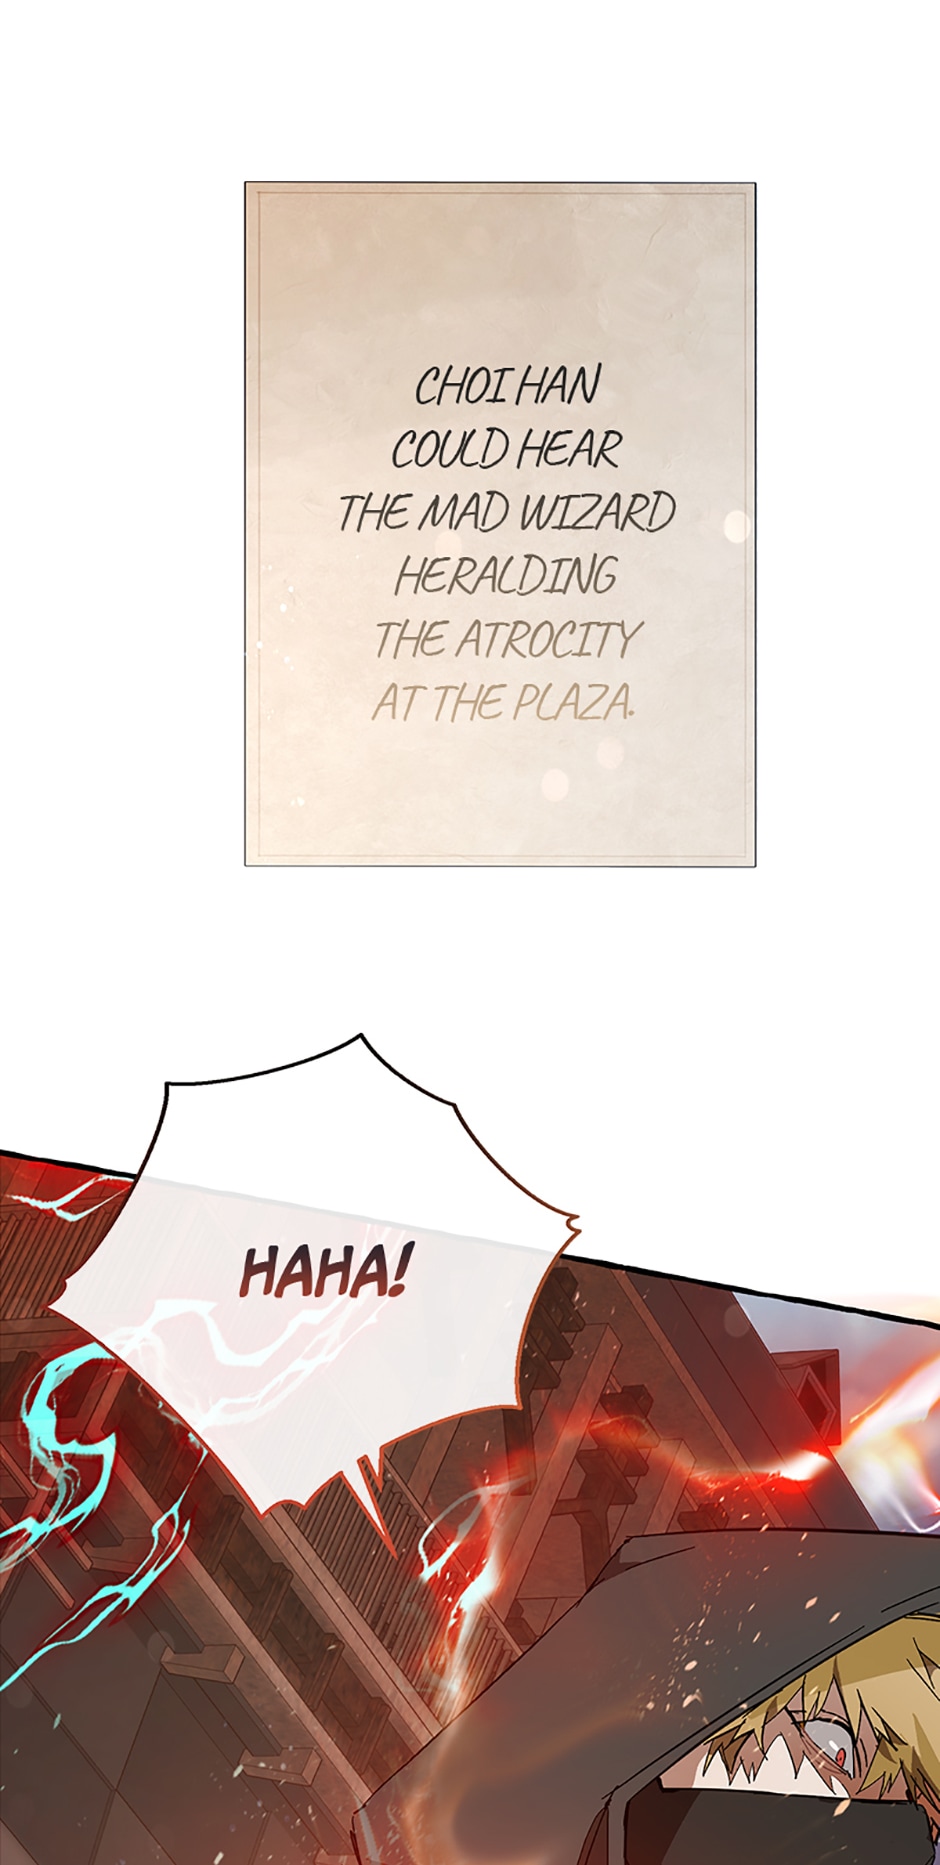 CHOI HAN
COULD HEAR
THE MAD WIZARD
HERALDING
THE ATROCITY
AT THE PLAZA.
HAHA!